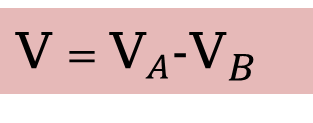 V = V_A-V_B